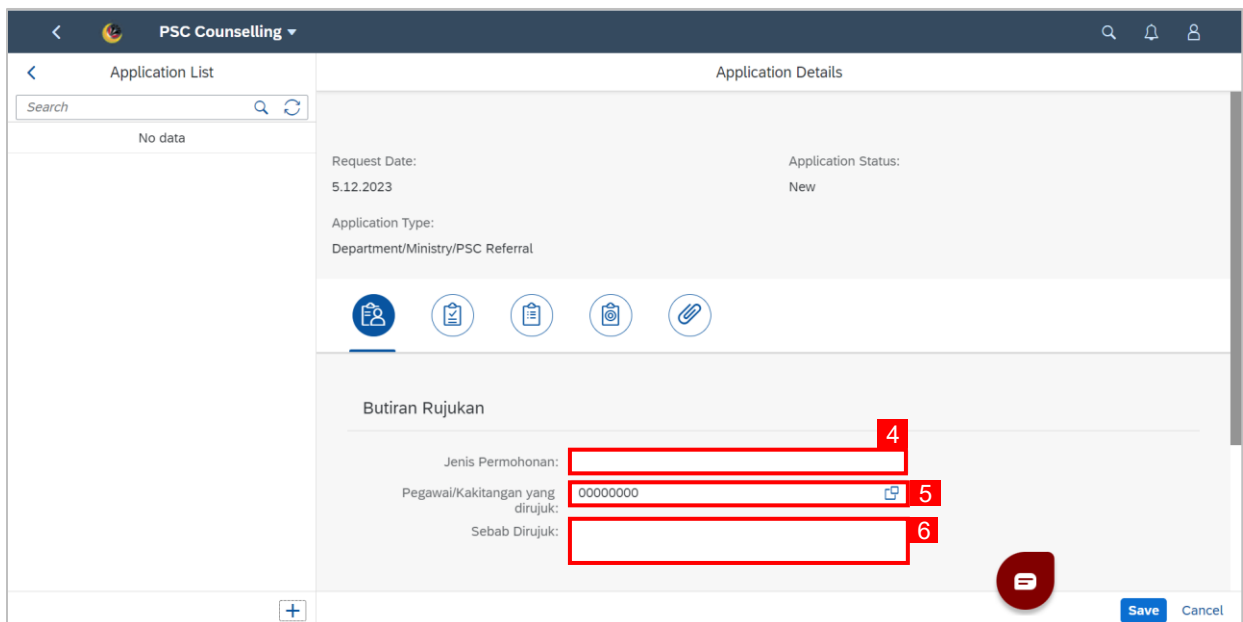 PSC Counselling
Application List
Application Details
Search
No data
Request Date:
Application Status:
5.12.2023
New
Application Type:
Department/Ministry/PSC Referral
Butiran Rujukan
4
Jenis Permohonan:
Pegawai/Kakitangan yang
dirujuk:
00000000
5
Sebab Dirujuk:
6
Save
Cancel